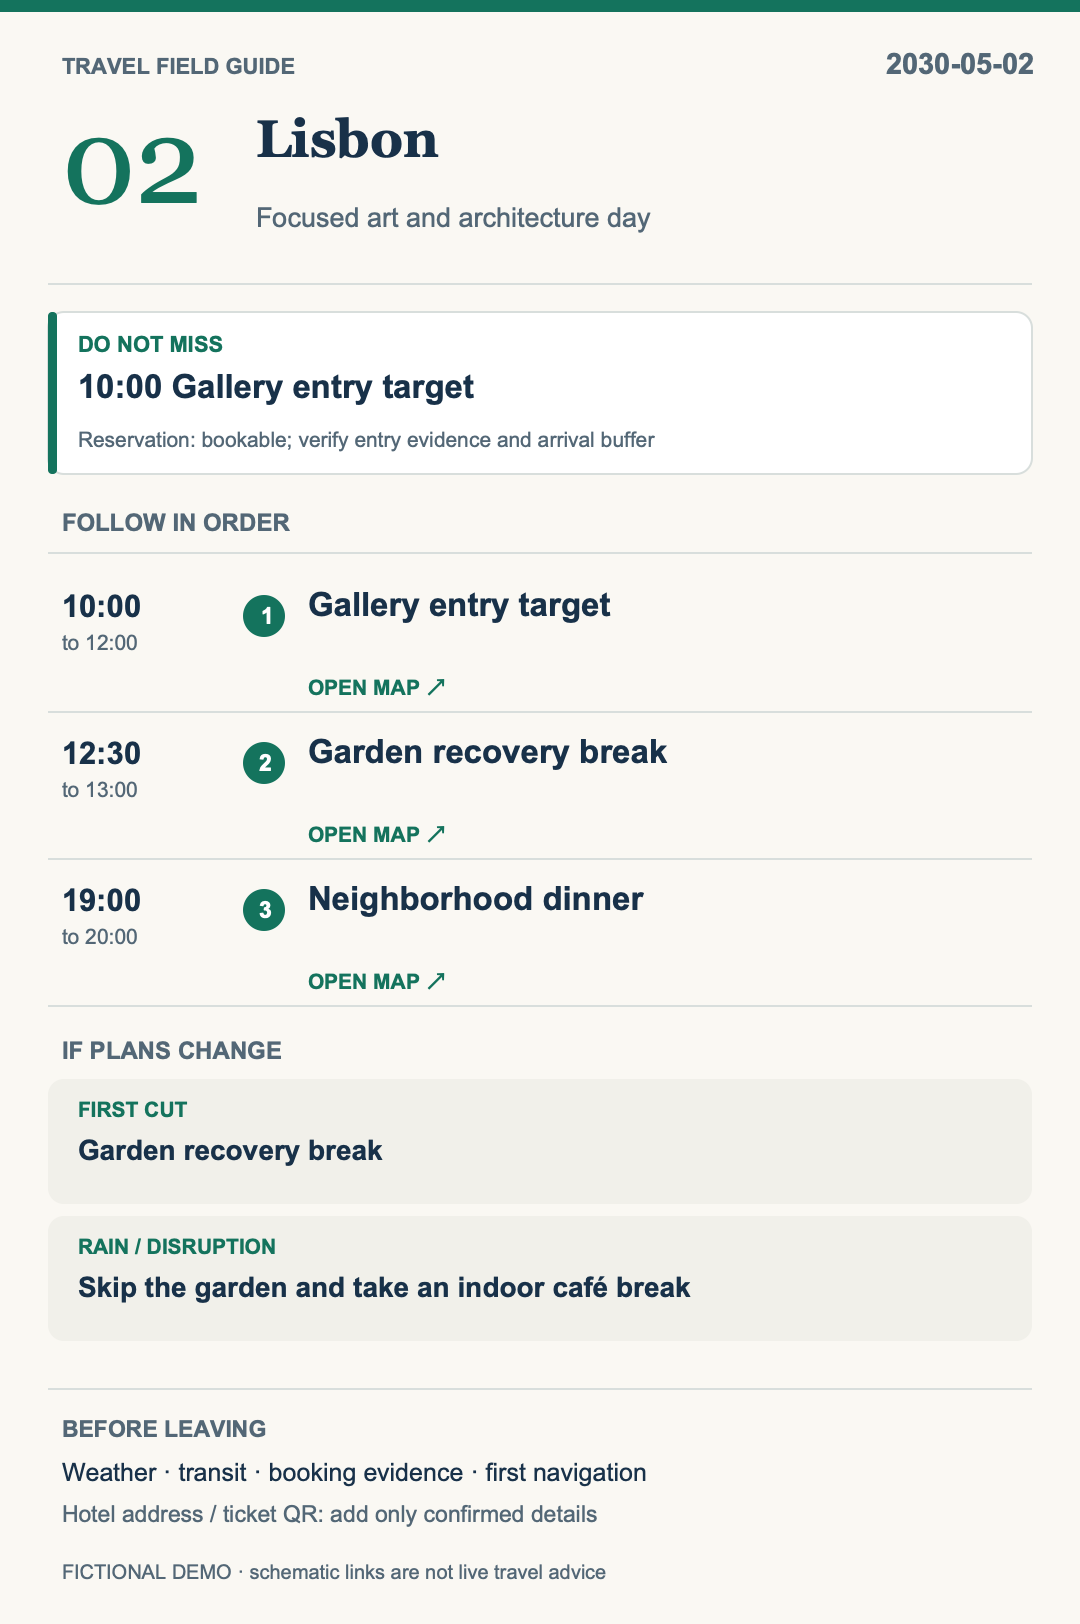 TRAVEL FIELD GUIDE
2030-05-02
02
Lisbon
Focused art and architecture day
DO NOT MISS
10:00 Gallery entry target
Reservation: bookable; verify entry evidence and arrival buffer
FOLLOW IN ORDER
10:00
to 12:00
1
Gallery entry target
OPEN MAP ↗
12:30
to 13:00
2
Garden recovery break
OPEN MAP ↗
19:00
to 20:00
3
Neighborhood dinner
OPEN MAP ↗
IF PLANS CHANGE
FIRST CUT
Garden recovery break
RAIN / DISRUPTION
Skip the garden and take an indoor café break
BEFORE LEAVING
Weather · transit · booking evidence · first navigation
Hotel address / ticket QR: add only confirmed details
FICTIONAL DEMO · schematic links are not live travel advice